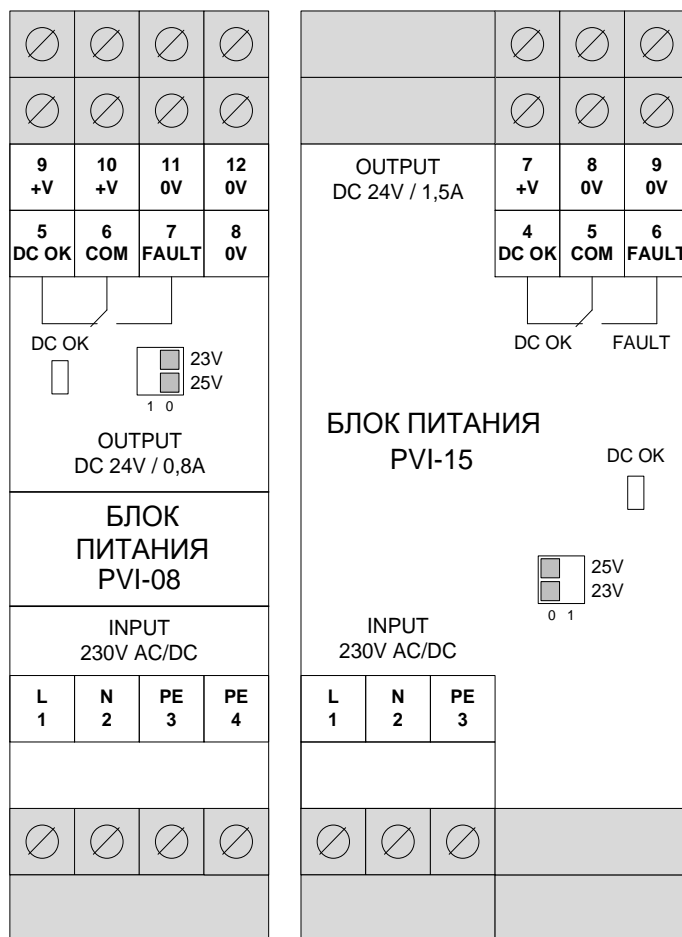 9 10 11 12
+V +V 0V 0V
5 6 7 8
DC OK COM FAULT 0V
DC OK
23V
25V
1 0
OUTPUT
DC 24V / 0,8A
БЛОК
ПИТАНИЯ
PVI-08
INPUT
230V AC/DC
L N PE PE
1 2 3 4
OUTPUT
DC 24V / 1,5A
7 8 9
+V 0V 0V
4 5 6
DC OK COM FAULT
DC OK FAULT
БЛОК ПИТАНИЯ
PVI-15
DC OK
25V
23V
0 1
INPUT
230V AC/DC
L N PE
1 2 3